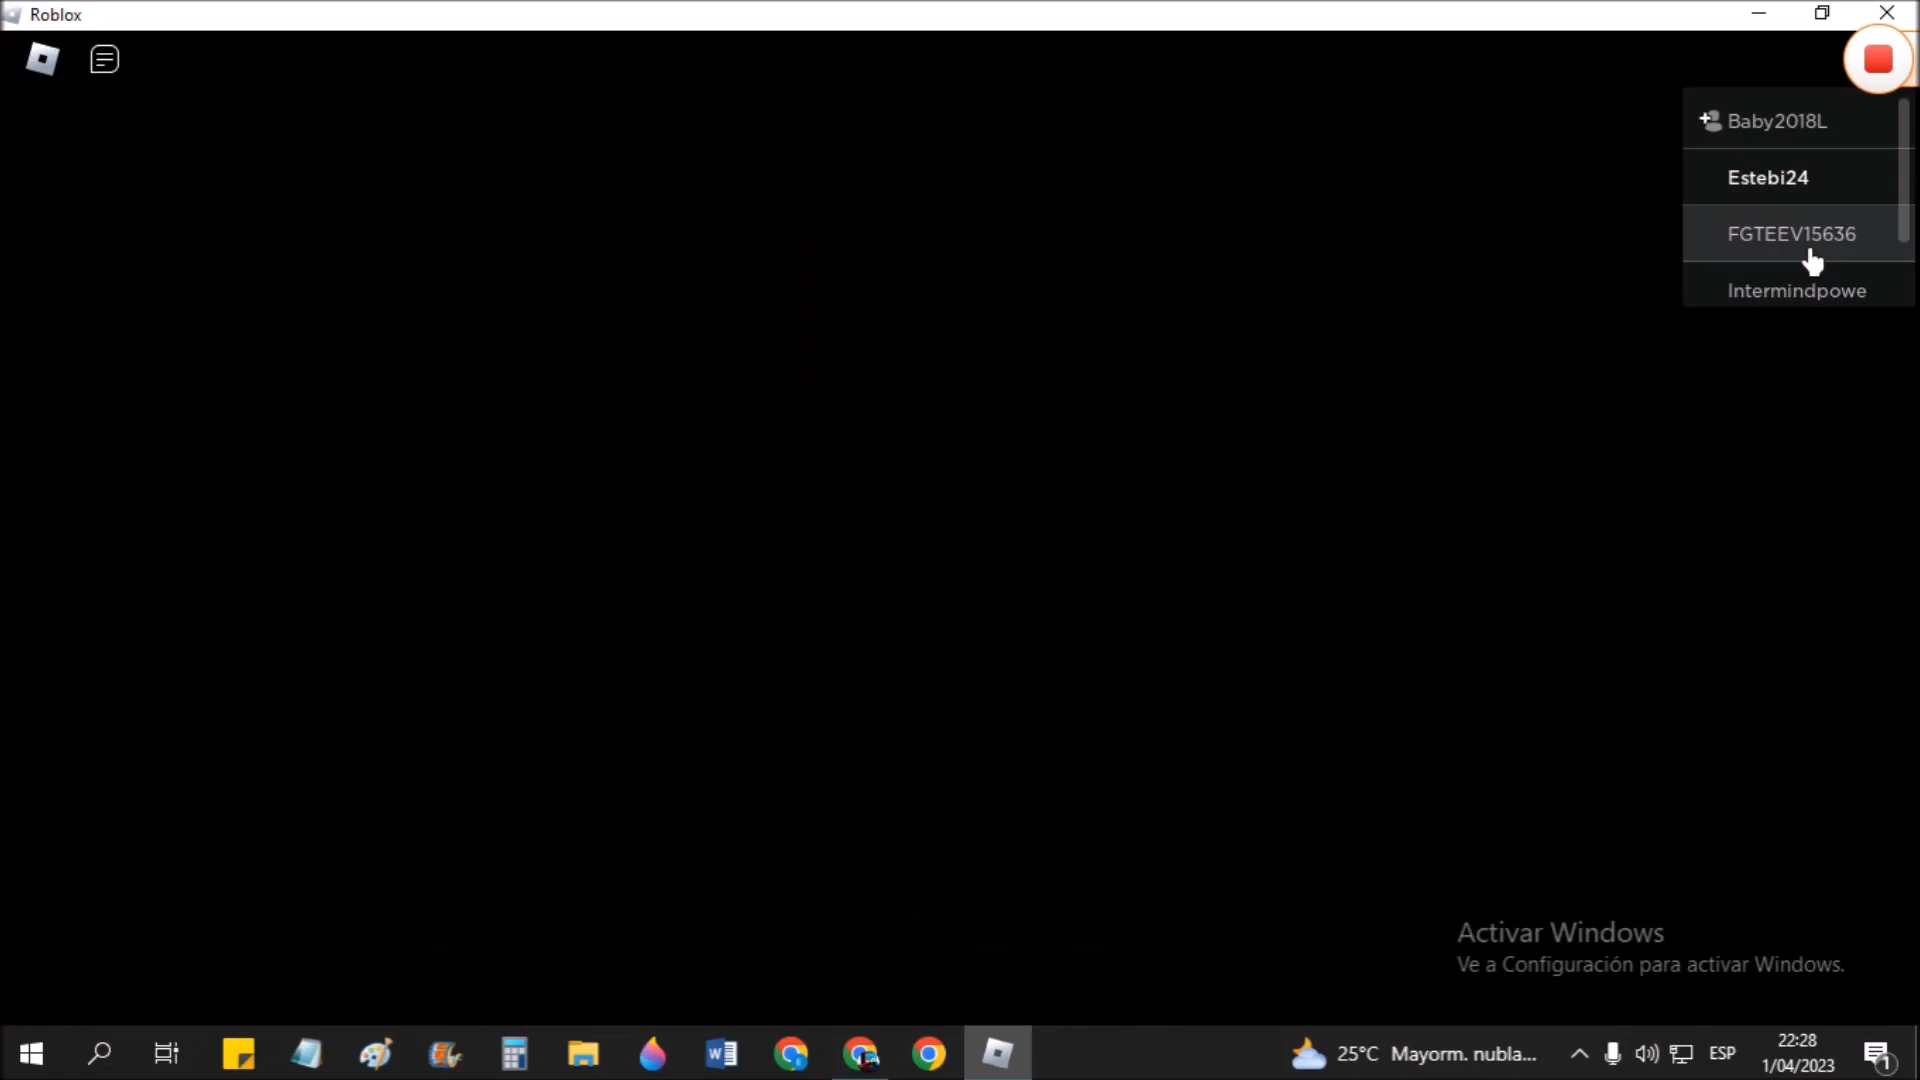 Roblox
Baby2018L
Estebi24
FGTEEV15636
Intermindpowe
Activar Windows
Ve a Configuración para activar Windows.
25°C Mayorm. nubla...
ESP
22:28
1/04/2023
1